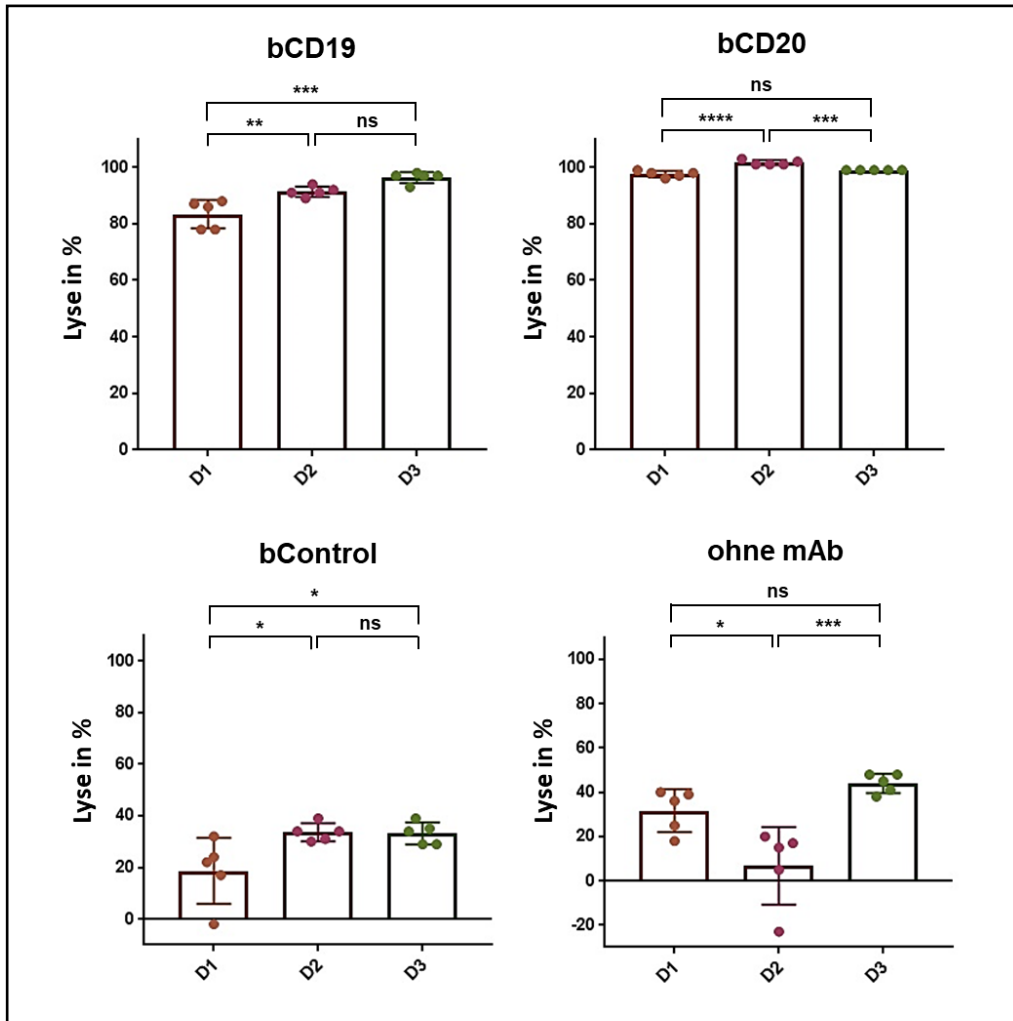 bCD19
***
**
ns
Lyse in %
100
80
60
40
20
0
D1
D2
D3
bCD20
ns
****
***
Lyse in %
100
80
60
40
20
0
D1
D2
D3
bControl
*
*
ns
Lyse in %
100
80
60
40
20
0
D1
D2
D3
ohne mAb
ns
*
***
Lyse in %
100
80
60
40
20
0
-20
D1
D2
D3